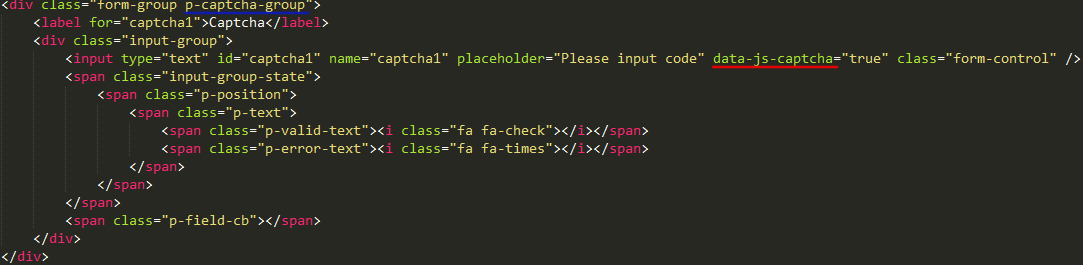 <div class="form-group p-captcha-group">
<label for="captcha1">Captcha</label>
<div class="input-group">
<input type="text" id="captcha1" name="captcha1" placeholder="Please input code" data-js-captcha="true" class="form-control" />
<span class="input-group-state">
<span class="p-position">
<span class="p-text">
<span class="p-valid-text"><i class="fa fa-check"></i></span>
<span class="p-error-text"><i class="fa fa-times"></i></span>
</span>
</span>
</span>
<span class="p-field-cb"></span>
</div>
</div>